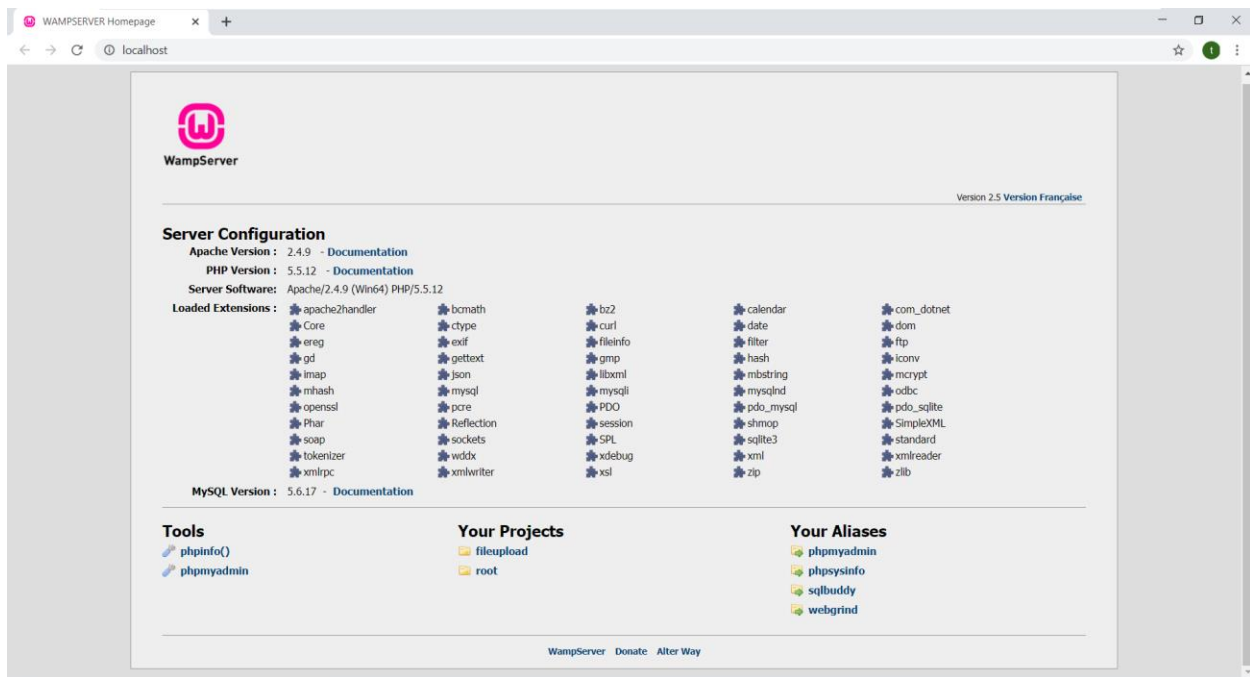 WAMPSERVER Homepage
localhost
t
WampServer
Version 2.5 Version Française
Server Configuration
Apache Version : 2.4.9 - Documentation
PHP Version : 5.5.12 - Documentation
Server Software: Apache/2.4.9 (Win64) PHP/5.5.12
Loaded Extensions : apache2handler bcmath bz2 calendar com_dotnet
Core ctype curl date dom
ereg exif fileinfo filter ftp
gd gettext gmp hash iconv
imap json libxml mbstring mcrypt
mhash mysql mysqli mysqlnd odbc
openssl pcre PDO pdo_mysql pdo_sqlite
Phar Reflection session shmop SimpleXML
soap sockets SPL sqlite3 standard
tokenizer wddx xdebug xml xmlreader
xmlrpc xmlwriter xsl zip zlib
MySQL Version : 5.6.17 - Documentation
Tools Your Projects Your Aliases
phpinfo() fileupload phpmyadmin
phpmyadmin root phpsysinfo
sqlbuddy
webgrind
WampServer Donate Alter Way